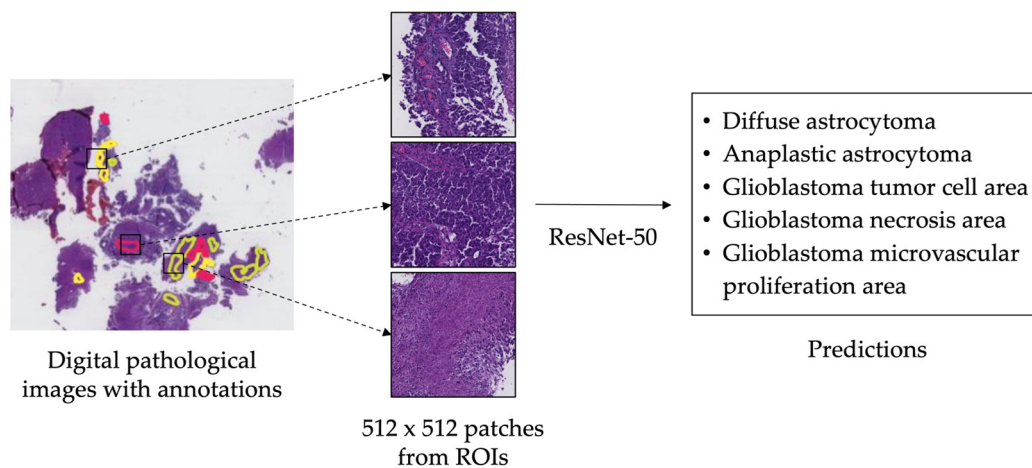 Digital pathological
images with annotations
512 x 512 patches
from ROIs
ResNet-50
• Diffuse astrocytoma
• Anaplastic astrocytoma
• Glioblastoma tumor cell area
• Glioblastoma necrosis area
• Glioblastoma microvascular
proliferation area
Predictions